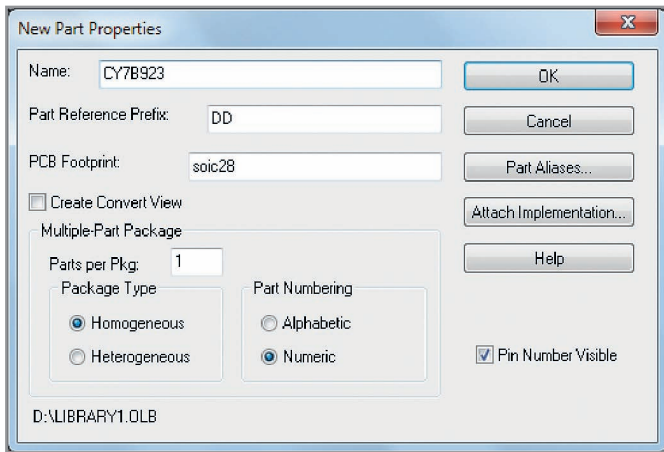 New Part Properties
Name: CY7B923
OK
Part Reference Prefix: DD
Cancel
PCB Footprint: soic28
Part Aliases...
Create Convert View
Attach Implementation...
Multiple-Part Package
Parts per Pkg: 1
Help
Package Type
Part Numbering
Homogeneous
Alphabetic
Heterogeneous
Numeric
Pin Number Visible
D:\LIBRARY1.OLB